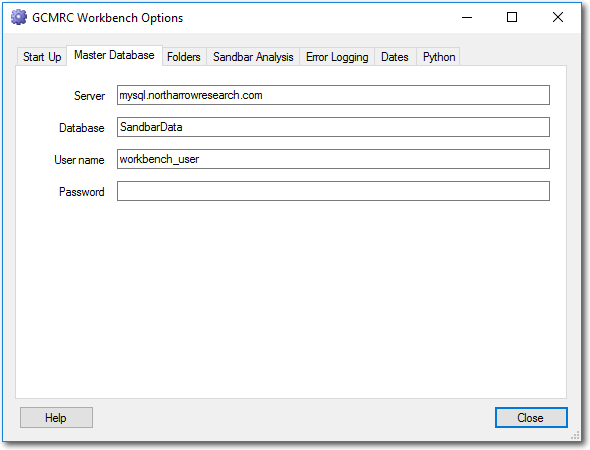 GCMRC Workbench Options
Start Up Master Database Folders Sandbar Analysis Error Logging Dates Python
Server mysql.northarrowresearch.com
Database SandbarData
User name workbench_user
Password
Help Close